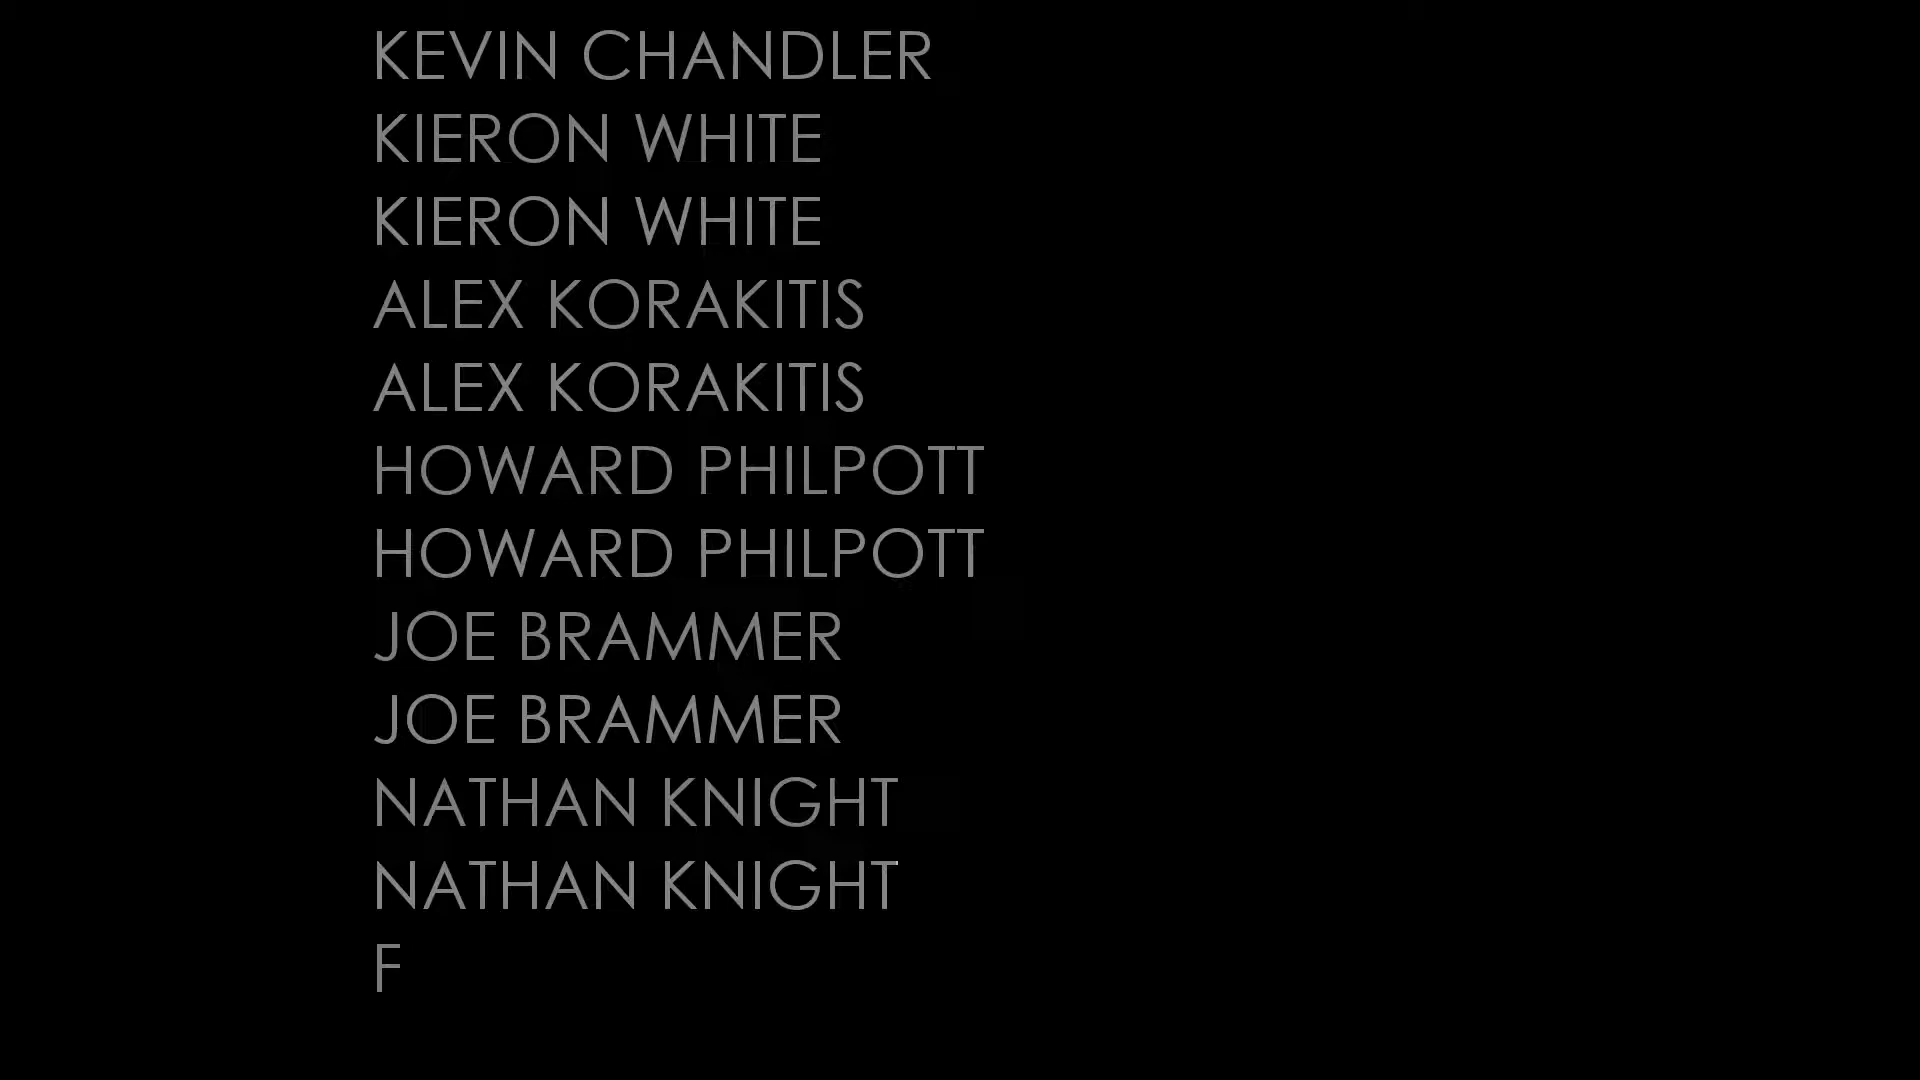 KEVIN CHANDLER
KIERON WHITE
KIERON WHITE
ALEX KORAKITIS
ALEX KORAKITIS
HOWARD PHILPOTT
HOWARD PHILPOTT
JOE BRAMMER
JOE BRAMMER
NATHAN KNIGHT
NATHAN KNIGHT
F